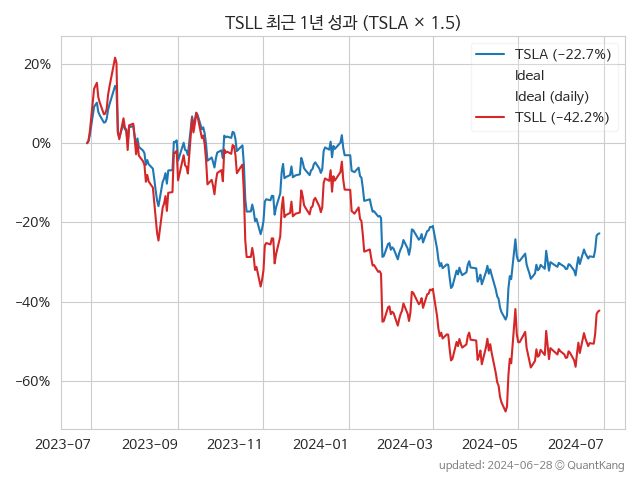 TSLL 최근 1년 성과 (TSLA × 1.5)
TSLA (−22.7%)
Ideal
Ideal (daily)
TSLL (−42.2%)
20%
0%
−20%
−40%
−60%
2023-07 2023-09 2023-11 2024-01 2024-03 2024-05 2024-07
updated: 2024-06-28 © QuantKang